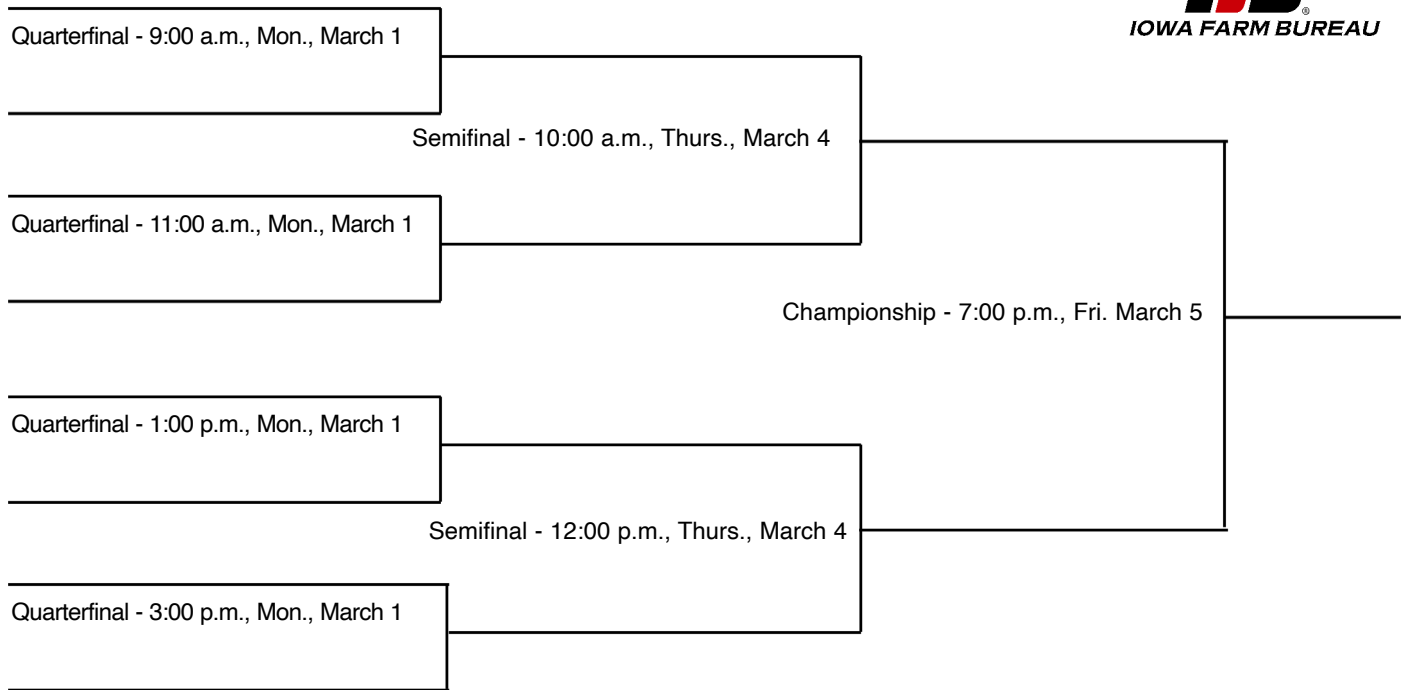 Quarterfinal - 9:00 a.m., Mon., March 1
®
IOWA FARM BUREAU
Semifinal - 10:00 a.m., Thurs., March 4
Quarterfinal - 11:00 a.m., Mon., March 1
Championship - 7:00 p.m., Fri. March 5
Quarterfinal - 1:00 p.m., Mon., March 1
Semifinal - 12:00 p.m., Thurs., March 4
Quarterfinal - 3:00 p.m., Mon., March 1